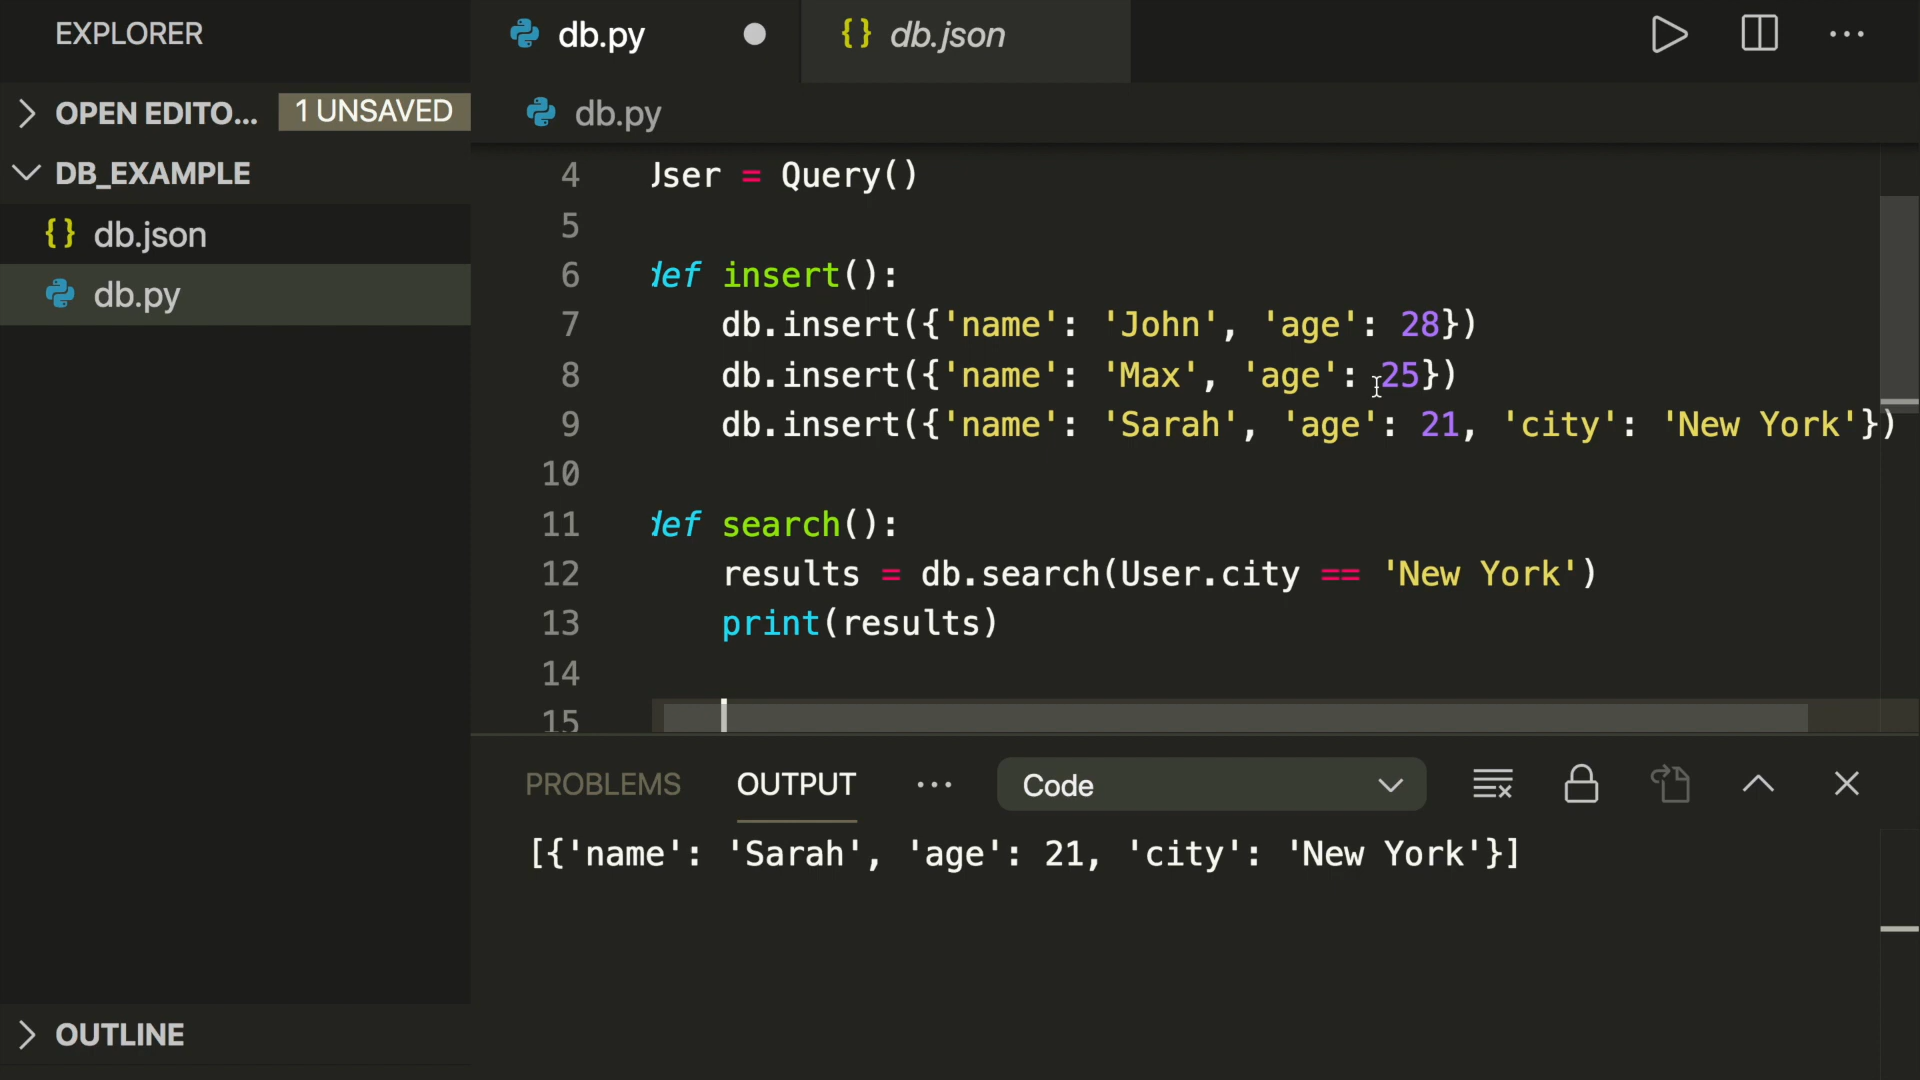 EXPLORER
OPEN EDITO... 1 UNSAVED
DB_EXAMPLE
{} db.json
db.py
OUTLINE
db.py {} db.json
db.py
4 User = Query()
5
6 def insert():
7 db.insert({'name': 'John', 'age': 28})
8 db.insert({'name': 'Max', 'age': 25})
9 db.insert({'name': 'Sarah', 'age': 21, 'city': 'New York'})
10
11 def search():
12 results = db.search(User.city == 'New York')
13 print(results)
14
15
PROBLEMS OUTPUT ... Code
[{'name': 'Sarah', 'age': 21, 'city': 'New York'}]